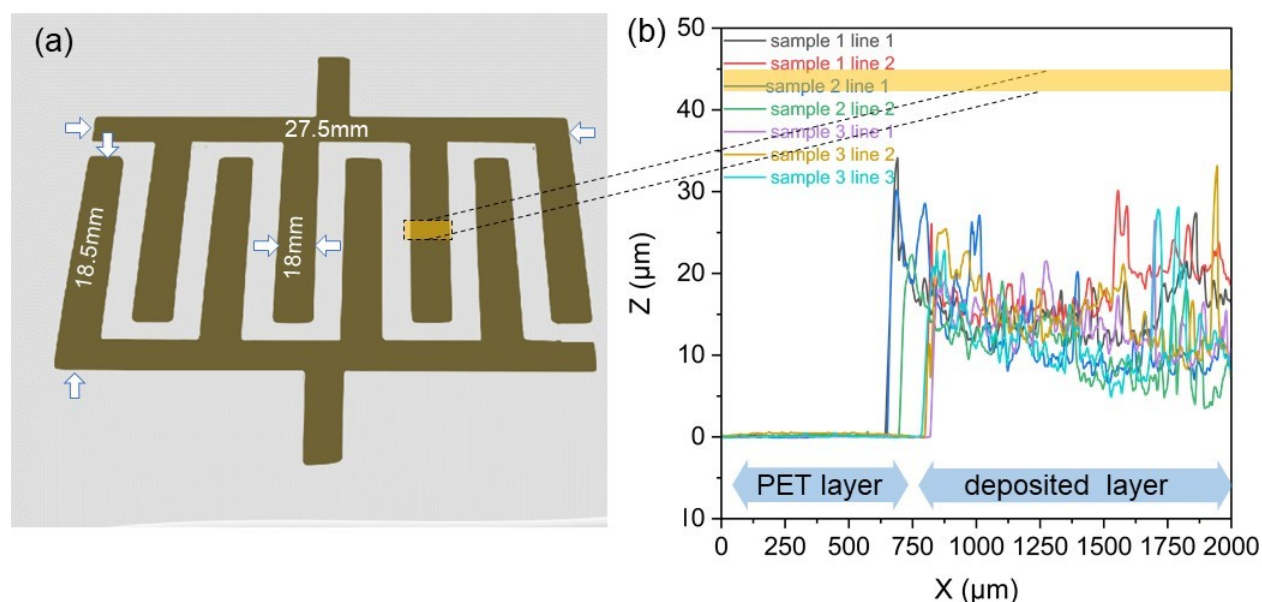 (a)
27.5mm
18.5mm
18mm
(b)
50
40
30
20
10
0
l0
Z (μm)
sample 1 line 1
sample 1 line 2
sample 2 line 1
sample 2 line 2
sample 3 line 1
sample 3 line 2
sample 3 line 3
PET layer
deposited layer
0 250 500 750 1000 1250 1500 1750 2000
X (μm)